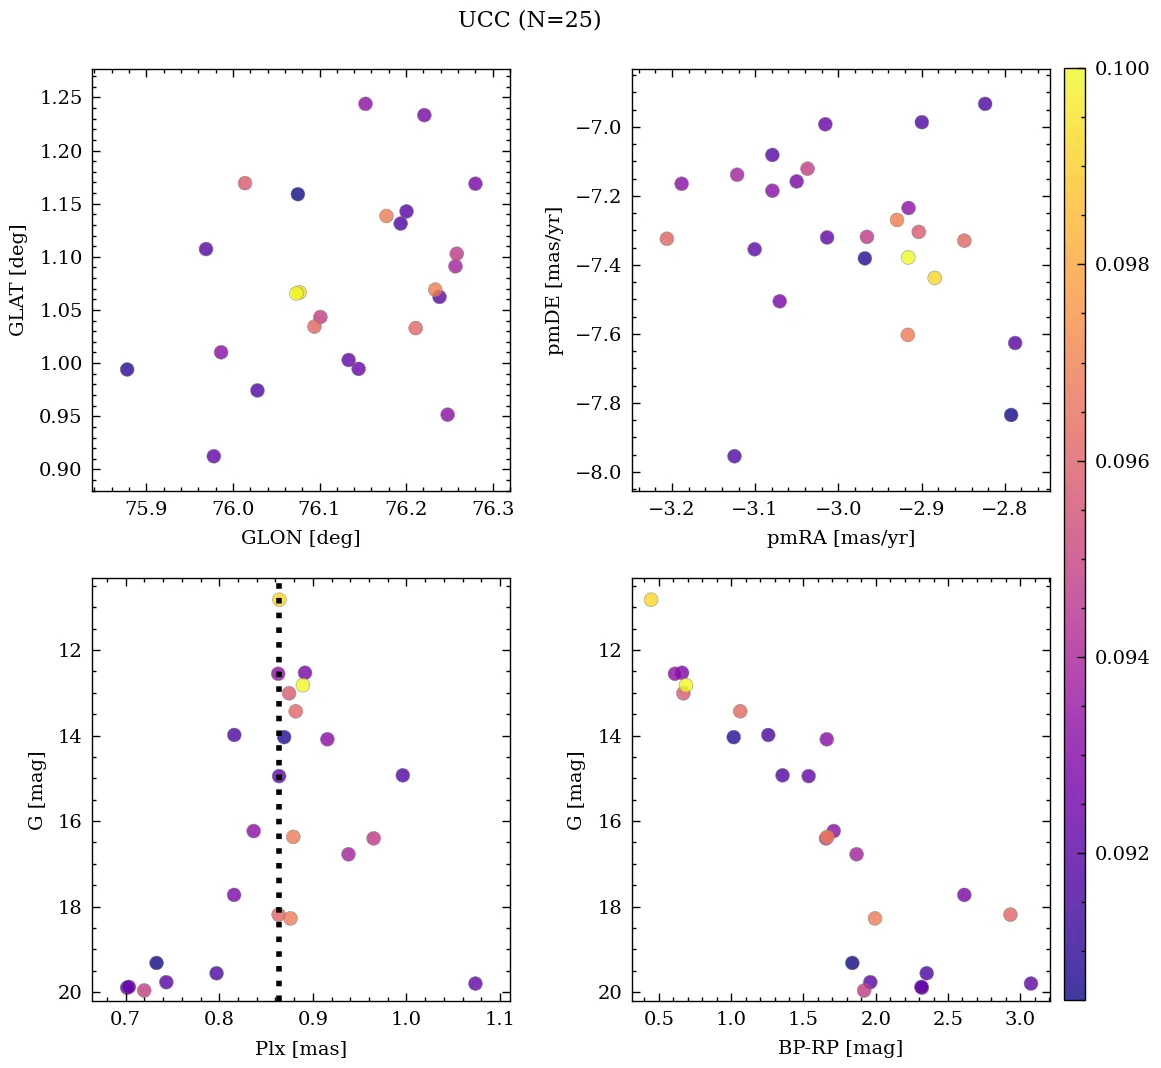 UCC (N=25)
1.25
1.20
1.15
1.10
1.05
1.00
0.95
0.90
GLAT [deg]
75.9 76.0 76.1 76.2 76.3
GLON [deg]
−7.0
−7.2
−7.4
−7.6
−7.8
−8.0
pmDE [mas/yr]
−3.2 −3.1 −3.0 −2.9 −2.8
pmRA [mas/yr]
0.100
0.098
0.096
0.094
0.092
12
14
16
18
20
G [mag]
0.7 0.8 0.9 1.0 1.1
Plx [mas]
12
14
16
18
20
G [mag]
0.5 1.0 1.5 2.0 2.5 3.0
BP-RP [mag]